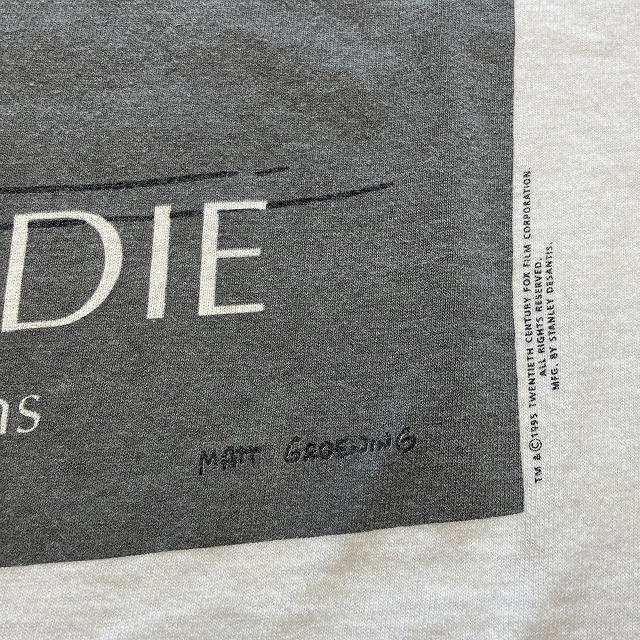 DIE
ns
MATT GROENING
TM & © 1995 TWENTIETH CENTURY FOX FILM CORPORATION.
ALL RIGHTS RESERVED.
MFG. BY STANLEY DESANTIS.